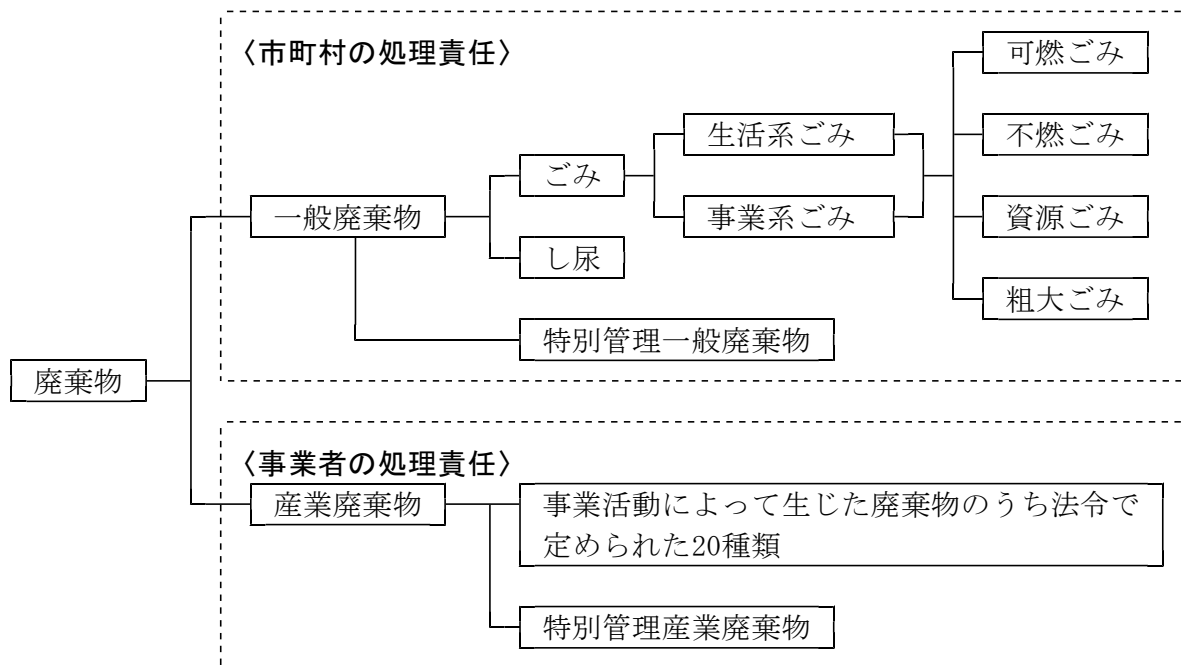 〈市町村の処理責任〉
可燃ごみ
不燃ごみ
生活系ごみ
ごみ
事業系ごみ
資源ごみ
一般廃棄物
し尿
粗大ごみ
特別管理一般廃棄物
廃棄物
〈事業者の処理責任〉
産業廃棄物
事業活動によって生じた廃棄物のうち法令で
定められた20種類
特別管理産業廃棄物